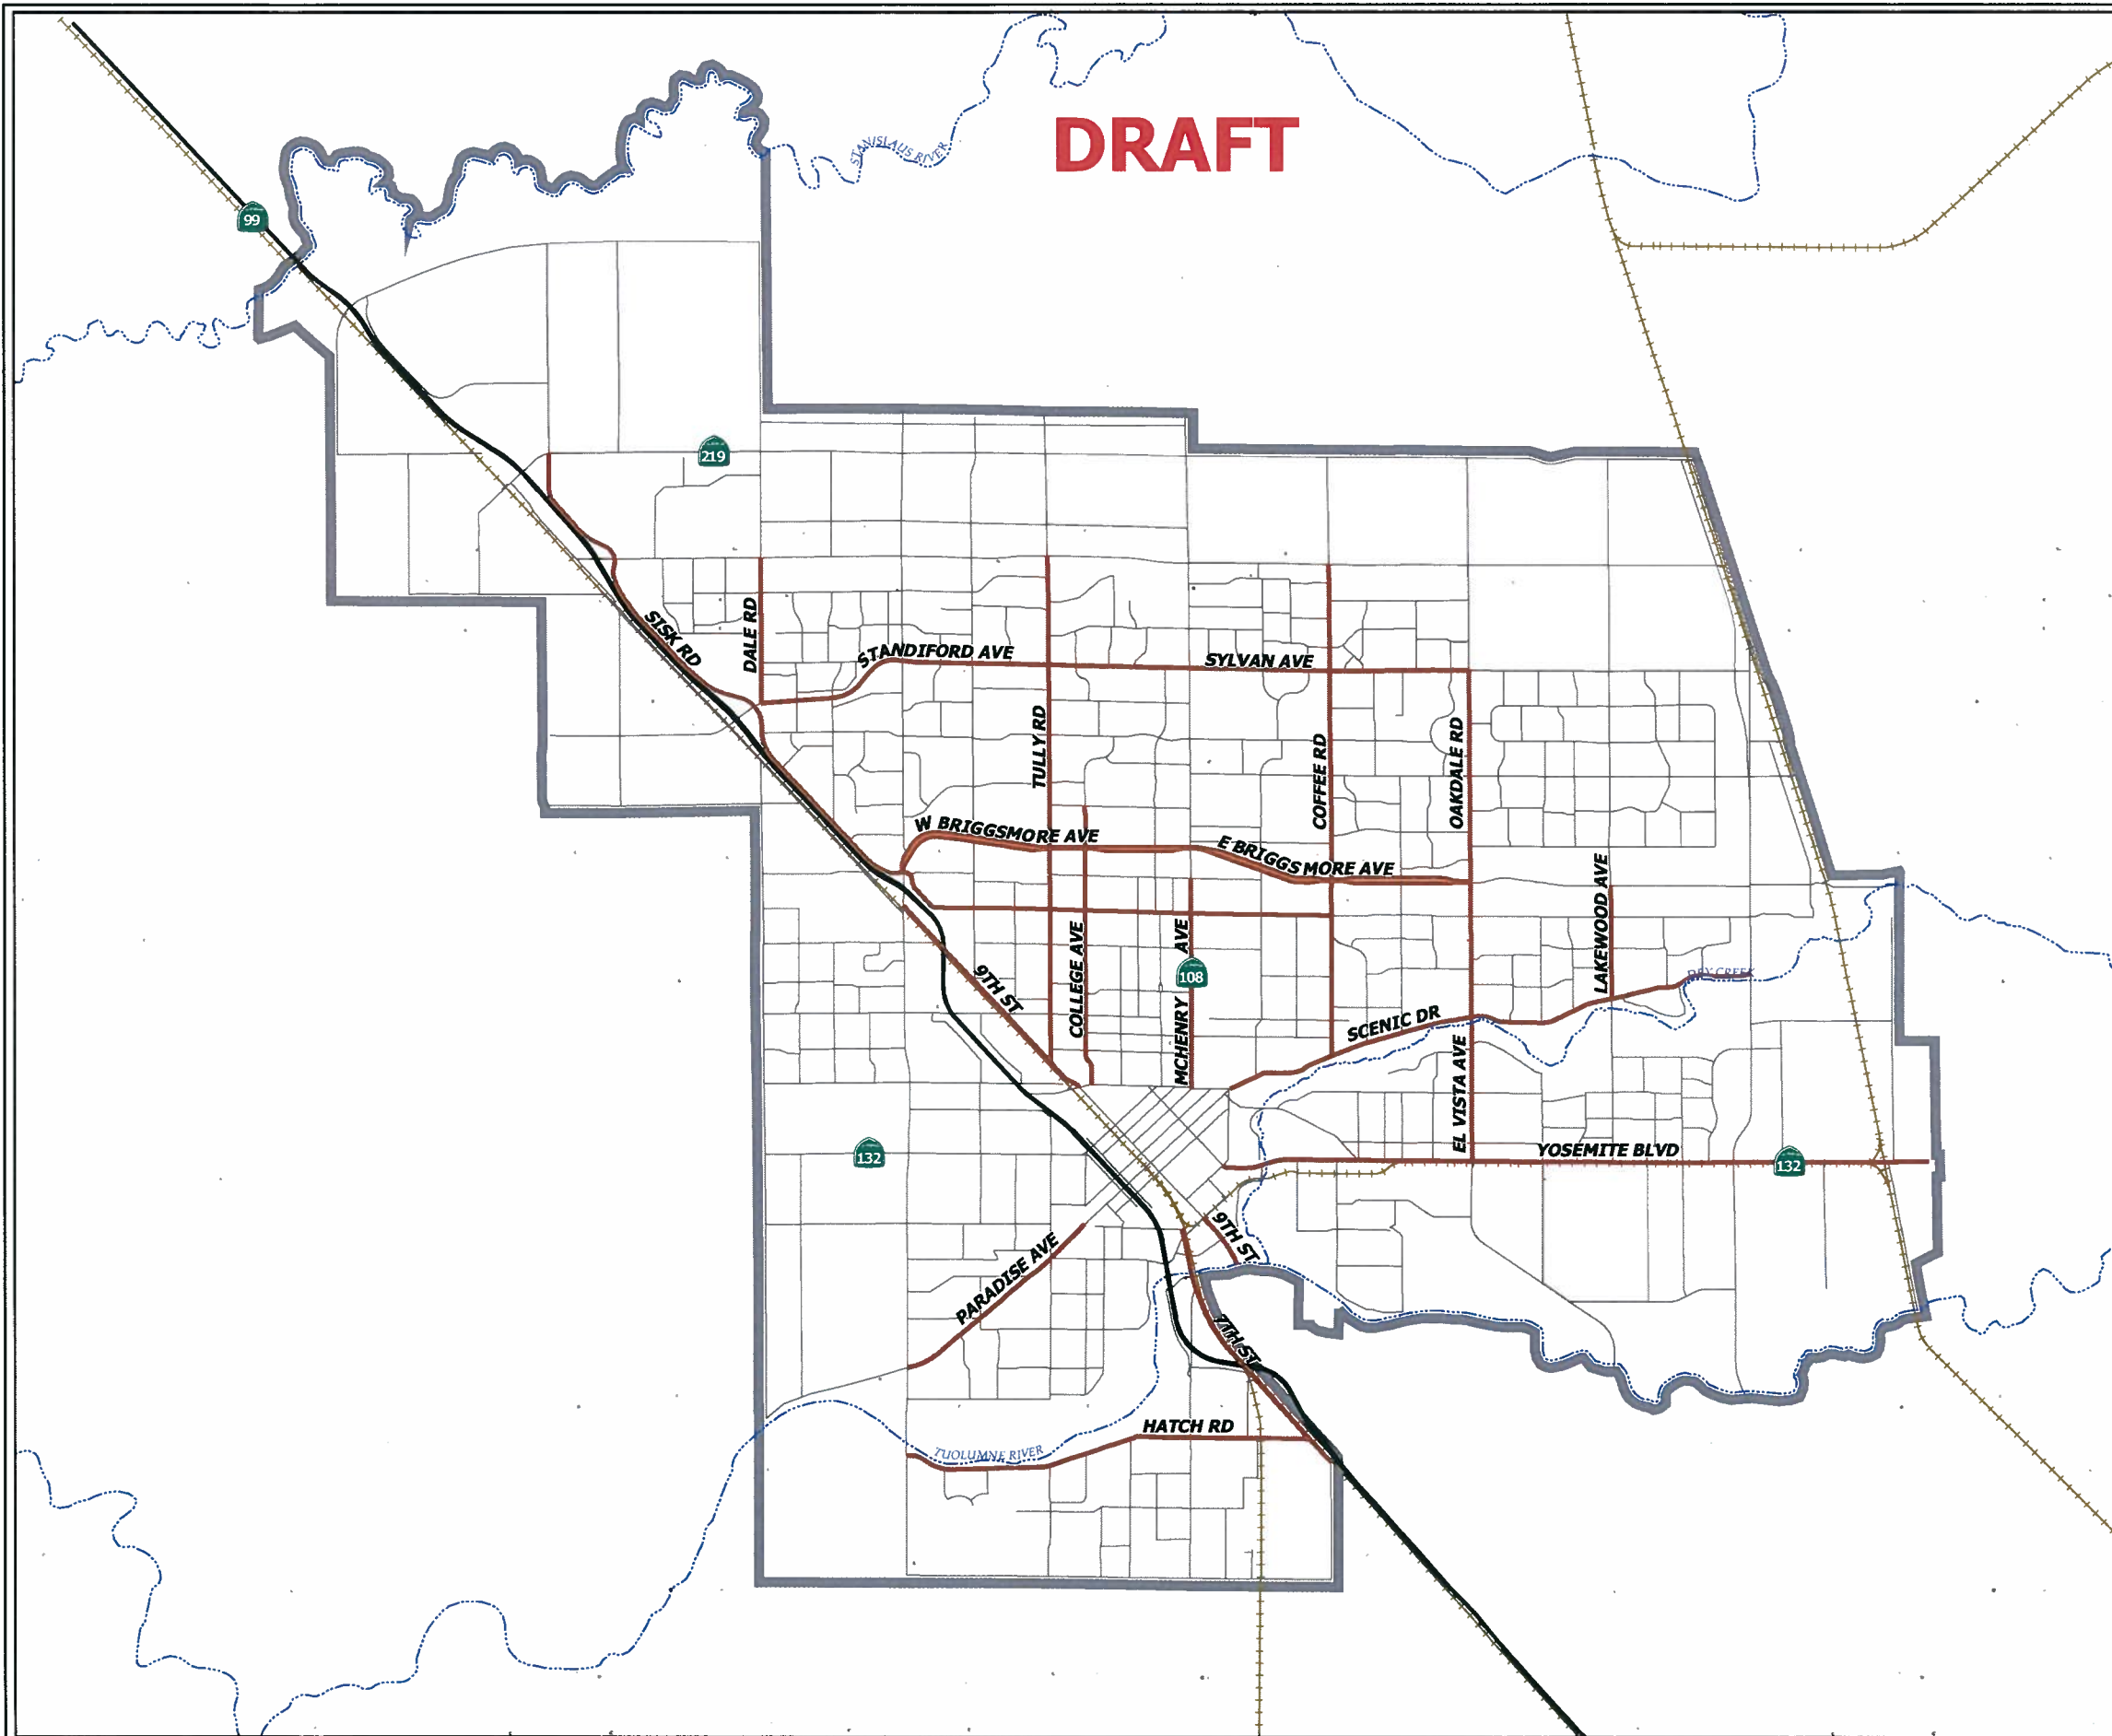 DRAFT
STANISLAUS RIVER
99
219
SISK RD
DALE RD
STANDIFORD AVE
SYLVAN AVE
TULLY RD
COFFEE RD
OAKDALE RD
W BRIGGSMORE AVE
E BRIGGSMORE AVE
LAKEWOOD AVE
9TH ST
COLLEGE AVE
MCHENRY AVE
108
DRY CREEK
SCENIC DR
EL VISTA AVE
132
YOSEMITE BLVD
132
9TH ST
PARADISE AVE
7TH ST
HATCH RD
TUOLUMNE RIVER